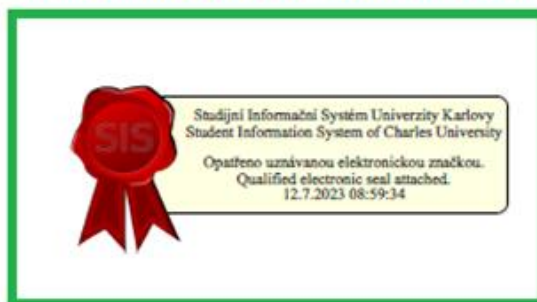 SIS
Studijní Informační Systém Univerzity Karlovy
Student Information System of Charles University
Opatřeno uznávanou elektronickou značkou.
Qualified electronic seal attached.
12.7.2023 08:59:34